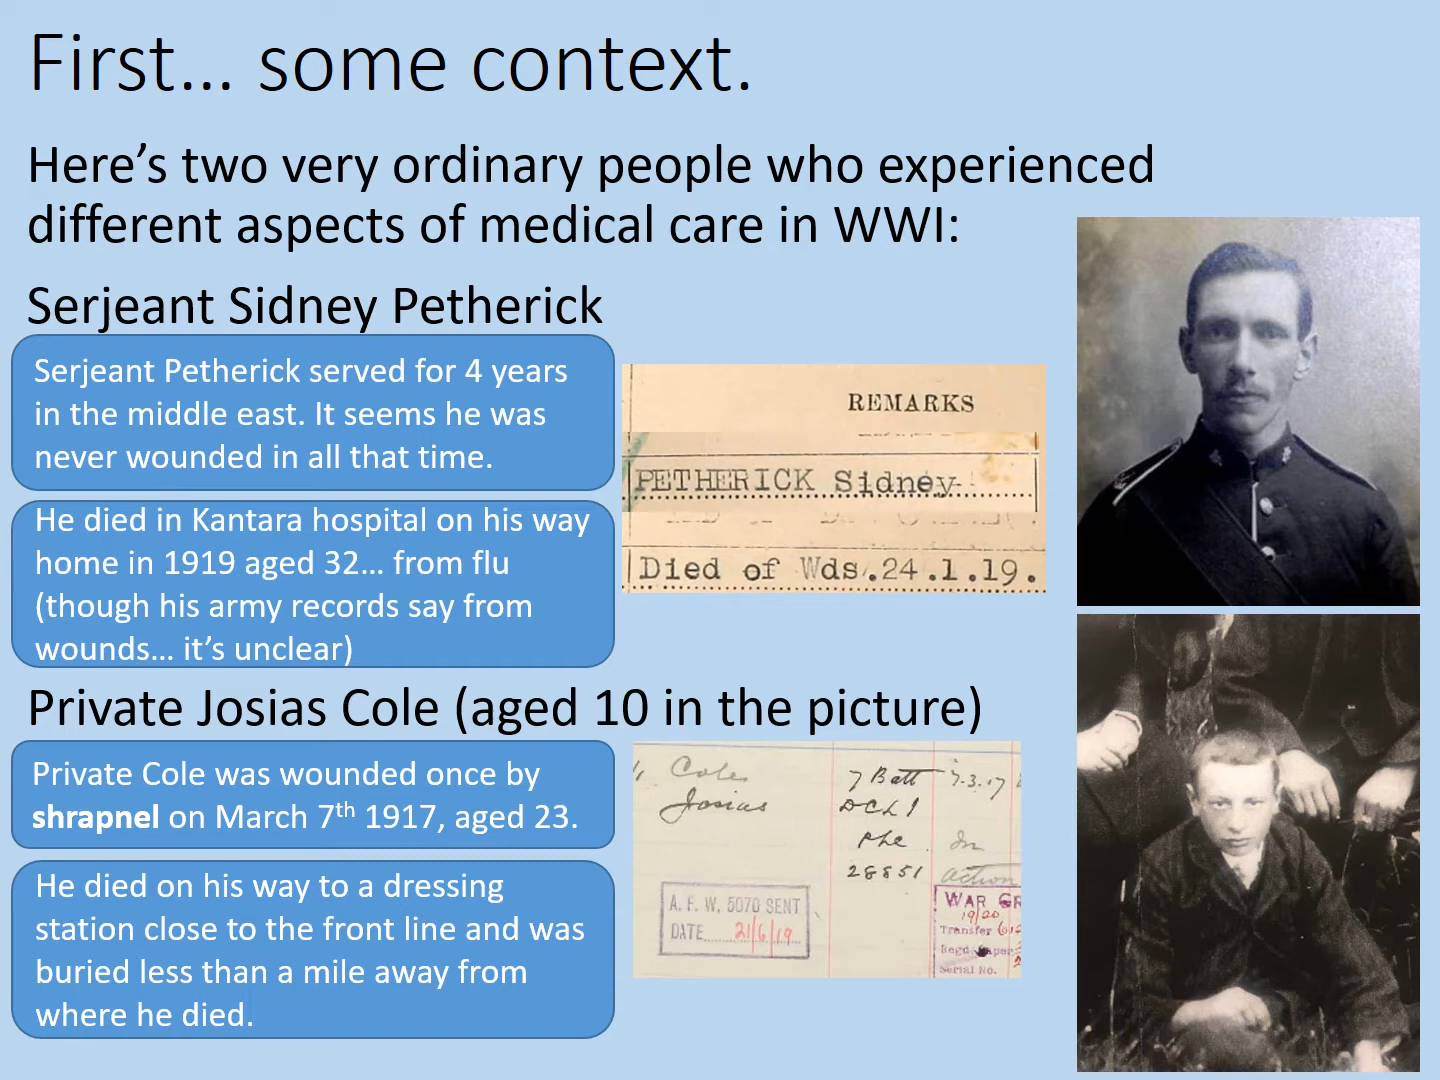 First... some context.
Here’s two very ordinary people who experienced
different aspects of medical care in WWI:
Serjeant Sidney Petherick
Serjeant Petherick served for 4 years
in the middle east. It seems he was
never wounded in all that time.
He died in Kantara hospital on his way
home in 1919 aged 32... from flu
(though his army records say from
wounds... it’s unclear)
REMARKS
PETHERICK Sidney
Died of Wds.24.1.19.
Private Josias Cole (aged 10 in the picture)
Private Cole was wounded once by
shrapnel on March 7th 1917, aged 23.
He died on his way to a dressing
station close to the front line and was
buried less than a mile away from
where he died.
Cole 7 Batt 7.3.17
Josias DCLI
Pte In
28851 action
A. F. W. 5070 SENT
DATE 21/6/19
WAR GR
19/20
Transfer
Regd. Paper
Serial No.